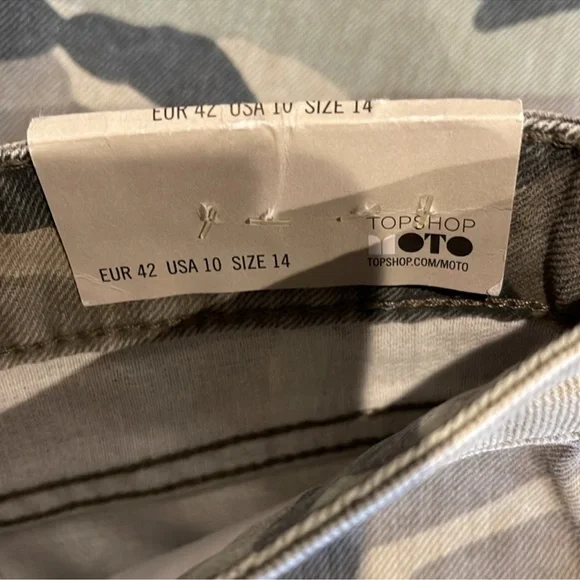 EUR 42 USA 10 SIZE 14
TOPSHOP
MOTO
EUR 42 USA 10 SIZE 14
TOPSHOP.COM/MOTO